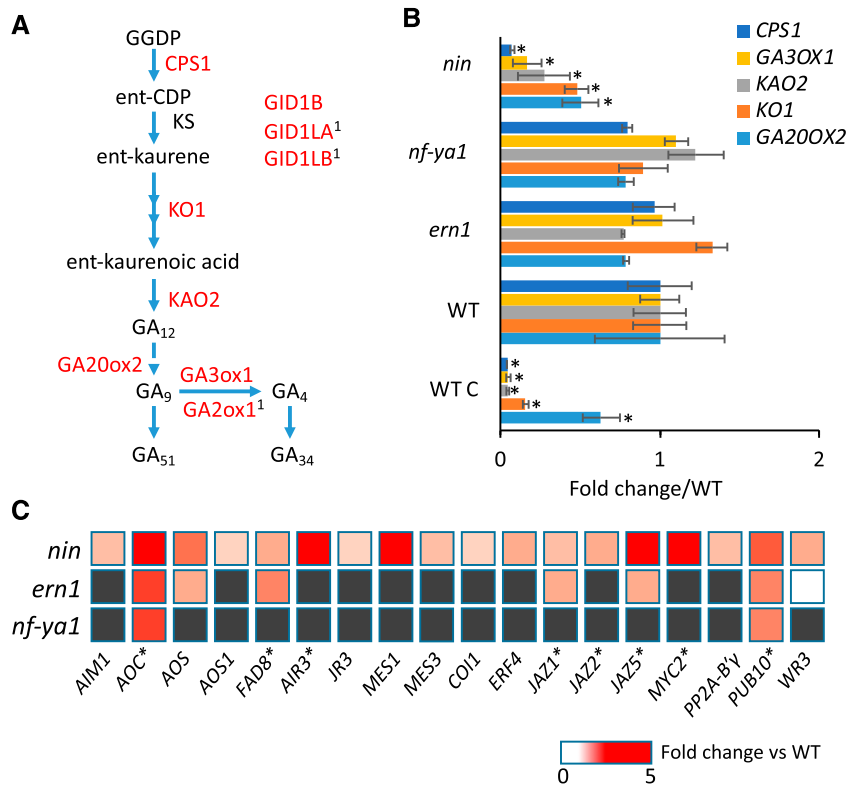 A
GGDP
CPS1
ent-CDP
KS
ent-kaurene
KO1
ent-kaurenoic acid
KAO2
GA12
GA20ox2
GA9
GA3ox1
GA2ox1¹
GA4
GA51
GA34
GID1B
GID1LA¹
GID1LB¹
B
CPS1
GA3OX1
KAO2
KO1
GA20OX2
nin
*
*
*
*
*
nf-ya1
ern1
WT
WT C
*
*
*
*
*
0 1 2
Fold change/WT
C
nin
ern1
nf-ya1
AIM1 AOC* AOS AOS1 FAD8* AIR3* JR3 MES1 MES3 COI1 ERF4 JAZ1* JAZ2* JAZ5* MYC2* PP2A-B'γ PUB10* WR3
Fold change vs WT
0 5